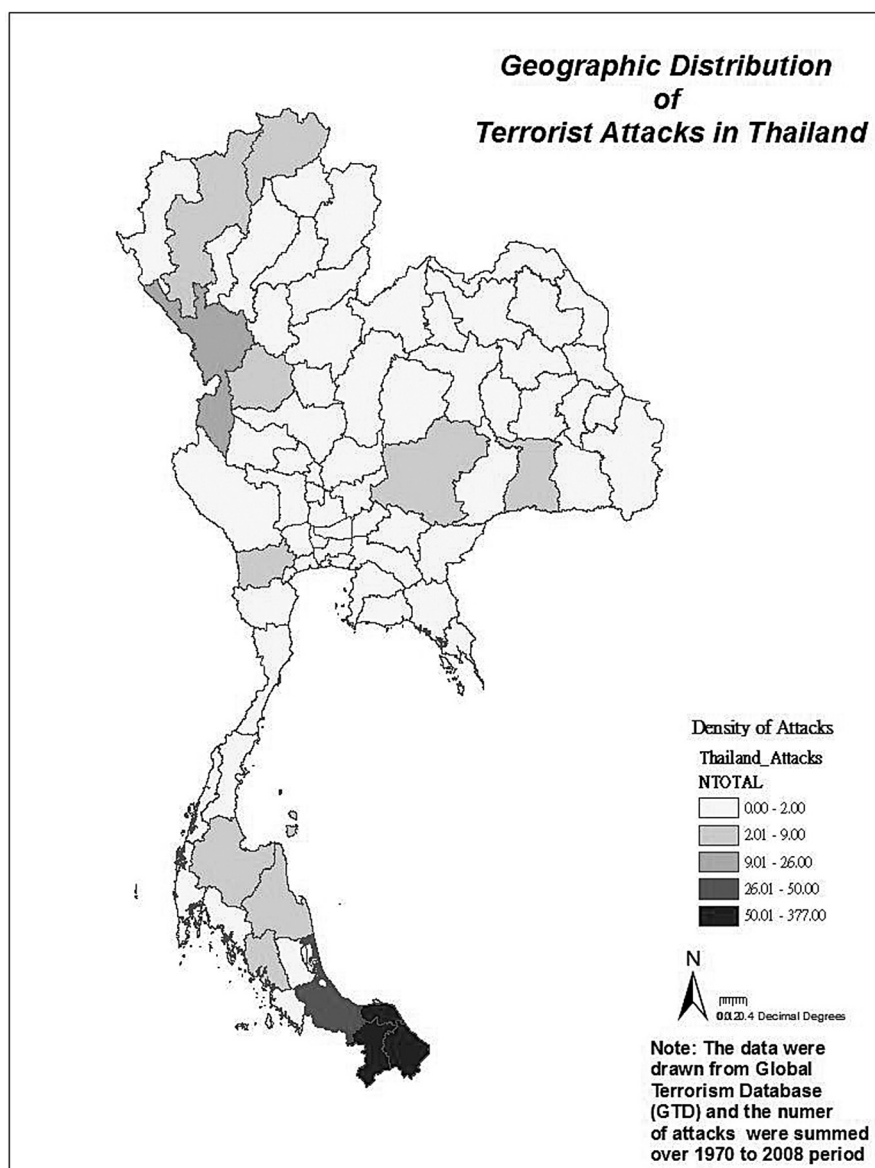 Geographic Distribution
of
Terrorist Attacks in Thailand
Density of Attacks
Thailand_Attacks
NTOTAL
0.00 - 2.00
2.01 - 9.00
9.01 - 26.00
26.01 - 50.00
50.01 - 377.00
N
Decimal Degrees
Note: The data were
drawn from Global
Terrorism Database
(GTD) and the numer
of attacks were summed
over 1970 to 2008 period